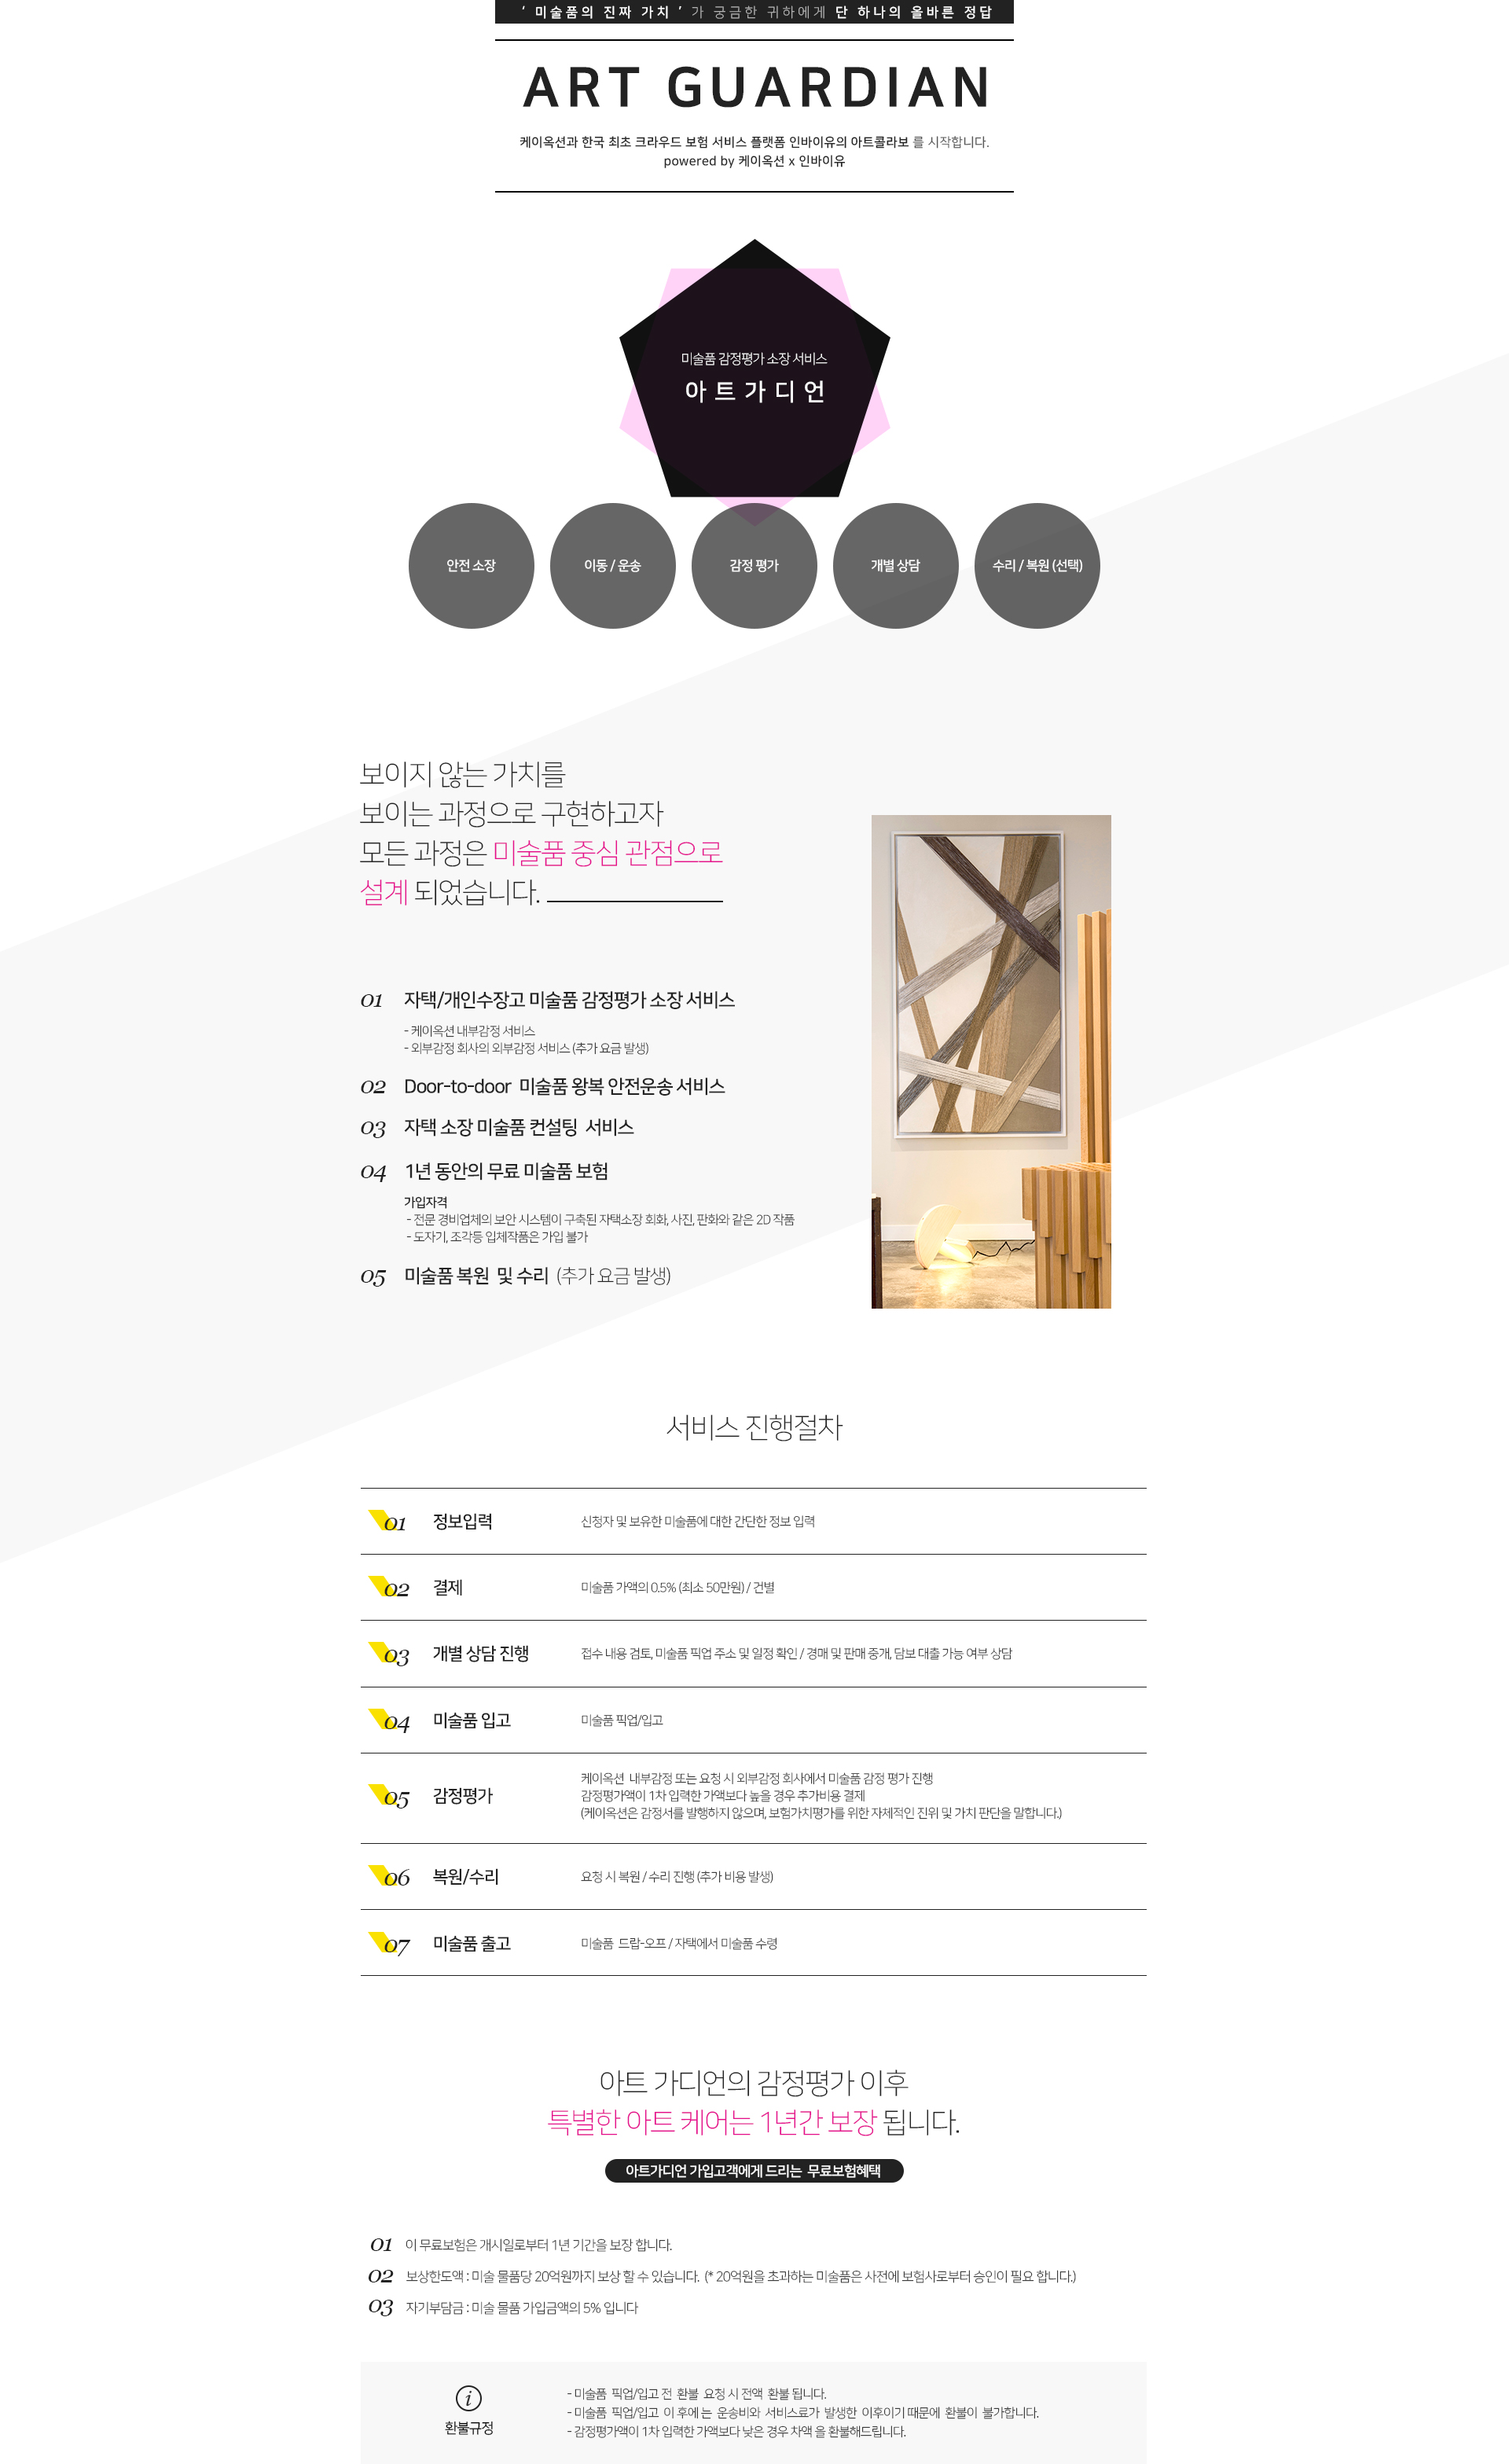 ‘ 미술품의 진짜 가치 ’ 가 궁금한 귀하에게 단 하나의 올바른 정답
ART GUARDIAN
케이옥션과 한국 최초 크라우드 보험 서비스 플랫폼 인바이유의 아트콜라보 를 시작합니다.
powered by 케이옥션 x 인바이유
미술품 감정평가 소장 서비스
아트가디언
안전 소장
이동 / 운송
감정 평가
개별 상담
수리 / 복원 (선택)
보이지 않는 가치를
보이는 과정으로 구현하고자
모든 과정은 미술품 중심 관점으로
설계 되었습니다.
01 자택/개인수장고 미술품 감정평가 소장 서비스
- 케이옥션 내부감정 서비스
- 외부감정 회사의 외부감정 서비스 (추가 요금 발생)
02 Door-to-door 미술품 왕복 안전운송 서비스
03 자택 소장 미술품 컨설팅 서비스
04 1년 동안의 무료 미술품 보험
가입자격
- 전문 경비업체의 보안 시스템이 구축된 자택소장 회화, 사진, 판화와 같은 2D 작품
- 도자기, 조각등 입체작품은 가입 불가
05 미술품 복원 및 수리 (추가 요금 발생)
서비스 진행절차
01 정보입력 신청자 및 보유한 미술품에 대한 간단한 정보 입력
02 결제 미술품 가액의 0.5% (최소 50만원) / 건별
03 개별 상담 진행 접수 내용 검토, 미술품 픽업 주소 및 일정 확인 / 경매 및 판매 중개, 담보 대출 가능 여부 상담
04 미술품 입고 미술품 픽업/입고
05 감정평가 케이옥션 내부감정 또는 요청 시 외부감정 회사에서 미술품 감정 평가 진행
감정평가액이 1차 입력한 가액보다 높을 경우 추가비용 결제
(케이옥션은 감정서를 발행하지 않으며, 보험가치평가를 위한 자체적인 진위 및 가치 판단을 말합니다.)
06 복원/수리 요청 시 복원 / 수리 진행 (추가 비용 발생)
07 미술품 출고 미술품 드랍-오프 / 자택에서 미술품 수령
아트 가디언의 감정평가 이후
특별한 아트 케어는 1년간 보장 됩니다.
아트가디언 가입고객에게 드리는 무료보험혜택
01 이 무료보험은 개시일로부터 1년 기간을 보장 합니다.
02 보상한도액 : 미술 물품당 20억원까지 보상 할 수 있습니다. (* 20억원을 초과하는 미술품은 사전에 보험사로부터 승인이 필요 합니다.)
03 자기부담금 : 미술 물품 가입금액의 5% 입니다
i
환불규정
- 미술품 픽업/입고 전 환불 요청 시 전액 환불 됩니다.
- 미술품 픽업/입고 이 후에 는 운송비와 서비스료가 발생한 이후이기 때문에 환불이 불가합니다.
- 감정평가액이 1차 입력한 가액보다 낮은 경우 차액 을 환불해드립니다.